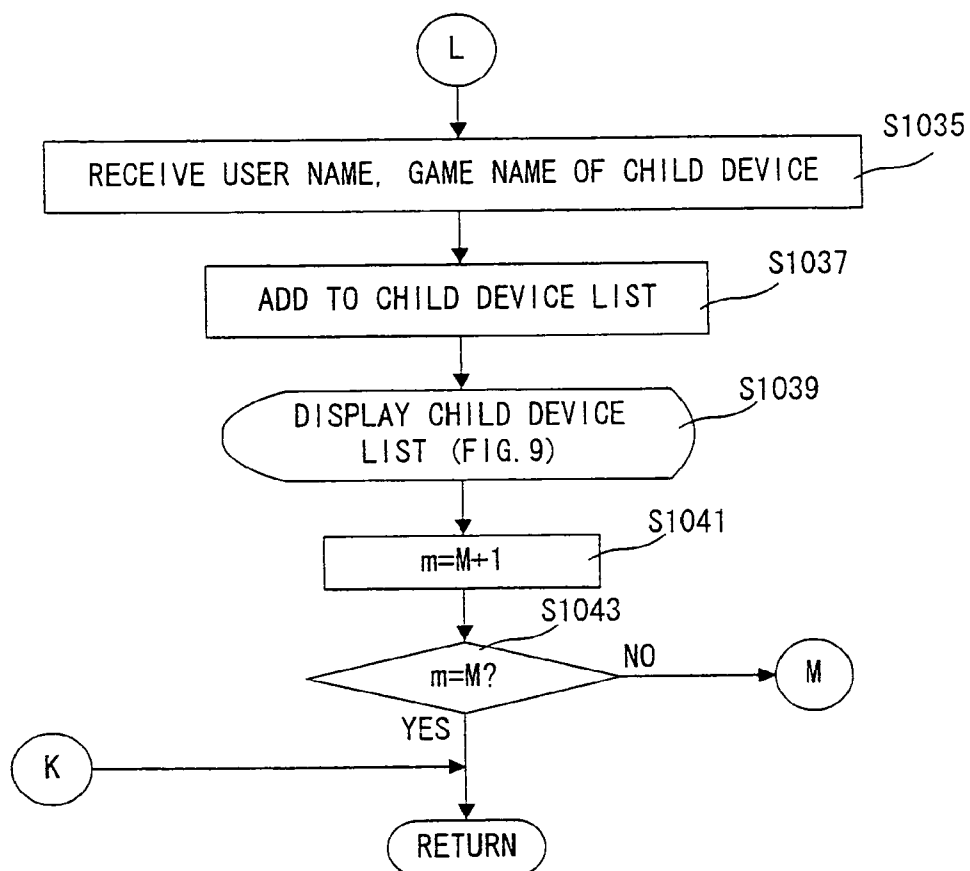 L
S1035
RECEIVE USER NAME, GAME NAME OF CHILD DEVICE
S1037
ADD TO CHILD DEVICE LIST
S1039
DISPLAY CHILD DEVICE
LIST (FIG. 9)
S1041
m=M+1
S1043
m=M?
NO
M
YES
K
RETURN